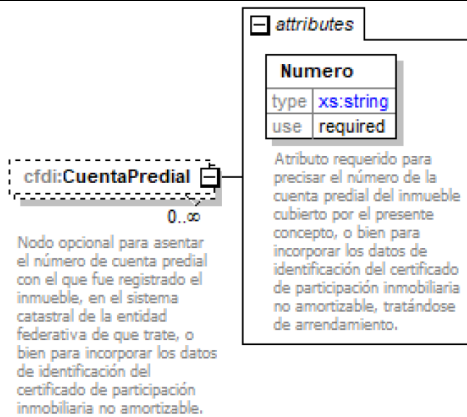 attributes
Numero
type xs:string
use required
Atributo requerido para
precisar el número de la
cuenta predial del inmueble
cubierto por el presente
concepto, o bien para
incorporar los datos de
identificación del certificado
de participación inmobiliaria
no amortizable, tratándose
de arrendamiento.
cfdi:CuentaPredial
0..∞
Nodo opcional para asentar
el número de cuenta predial
con el que fue registrado el
inmueble, en el sistema
catastral de la entidad
federativa de que trate, o
bien para incorporar los datos
de identificación del
certificado de participación
inmobiliaria no amortizable.